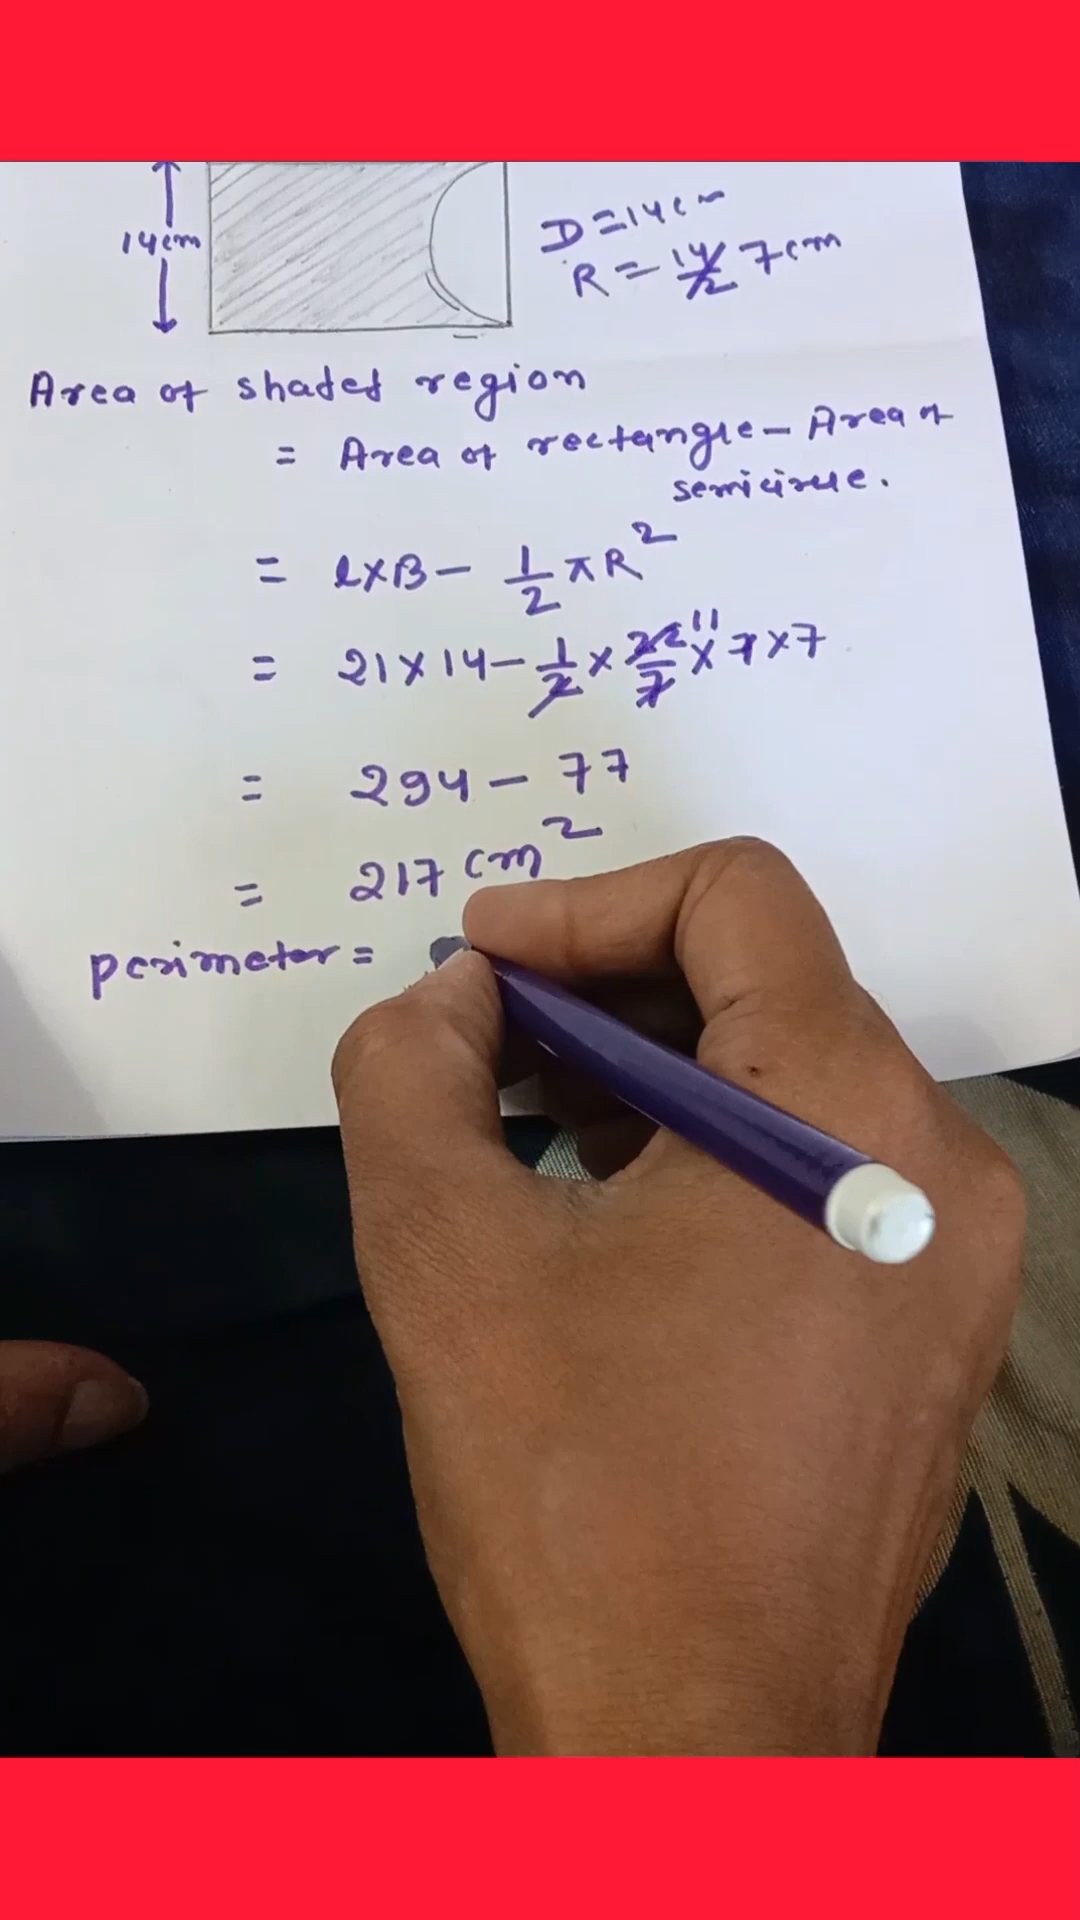 14cm
D=14cm
R=14/2 7cm
Area of shaded region
= Area of rectangle- Area of
semicircle.
= l×B- 1/2 πR²
= 21×14- 1/2 × 22/7 11 ×7×7
= 294-77
= 217 cm²
perimeter=